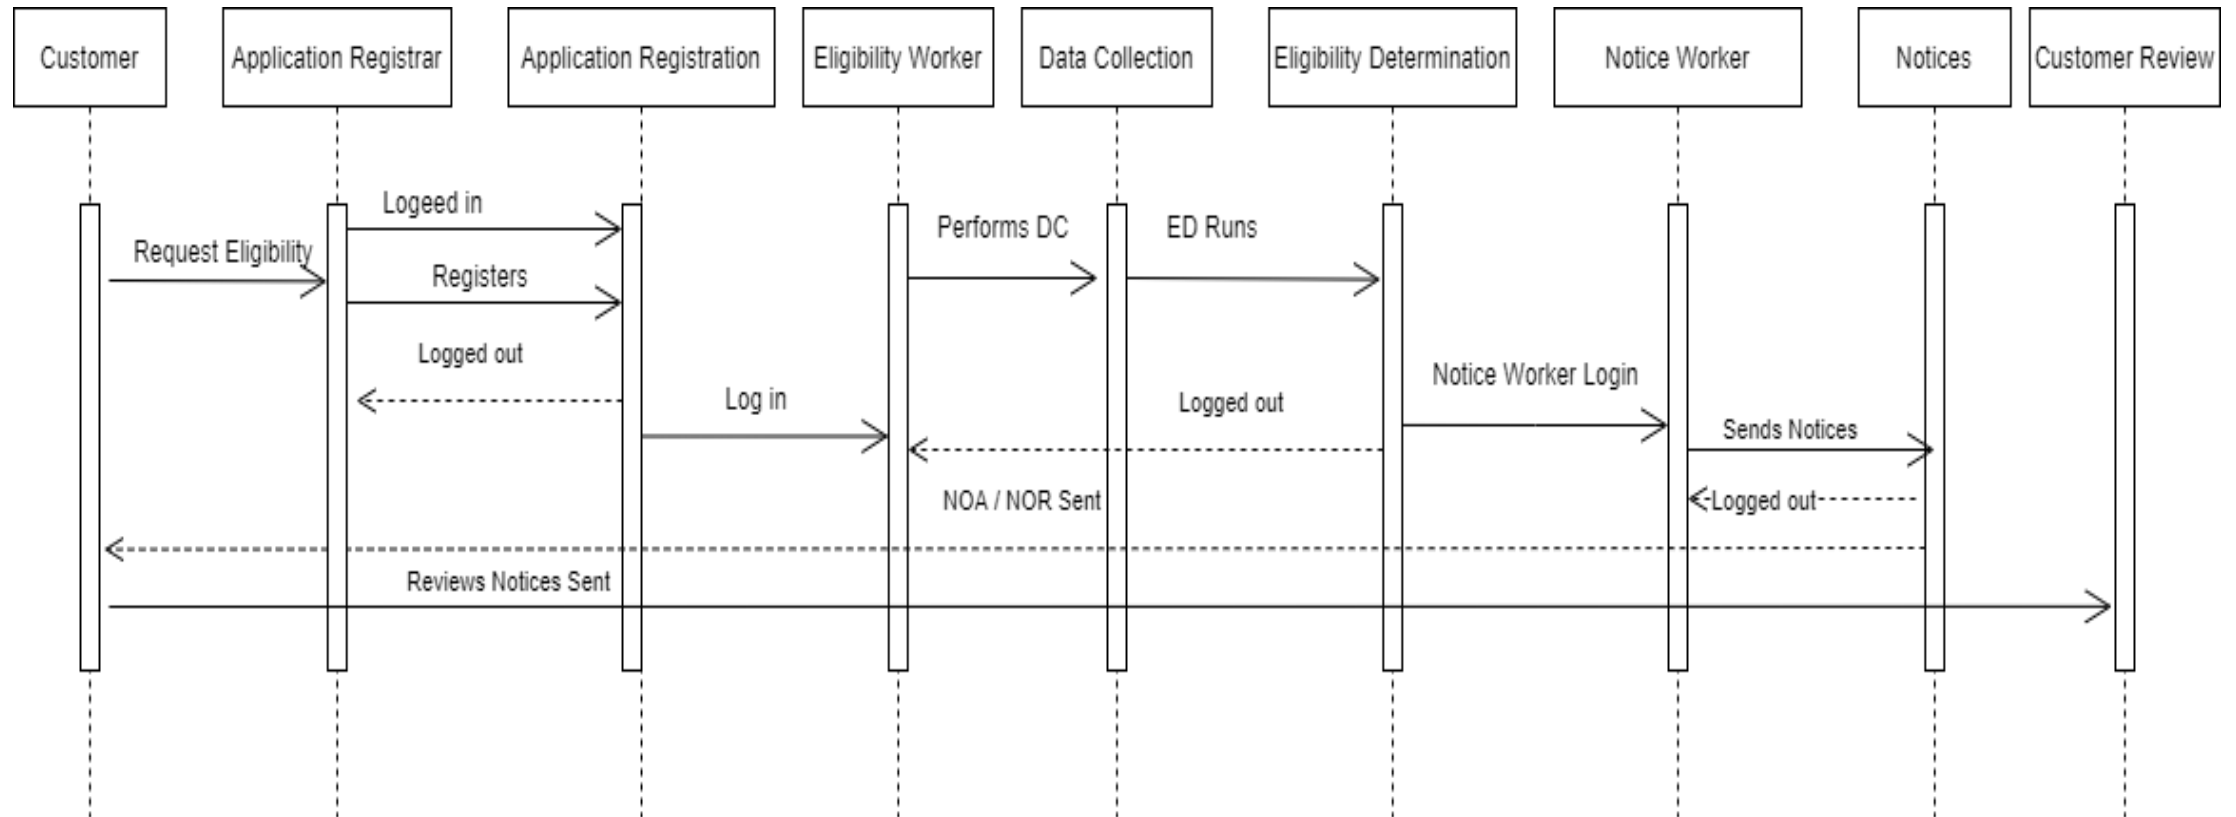 Customer
Application Registrar
Application Registration
Eligibility Worker
Data Collection
Eligibility Determination
Notice Worker
Notices
Customer Review
Logeed in
Performs DC
ED Runs
Request Eligibility
Registers
Logged out
Notice Worker Login
Log in
Logged out
Sends Notices
NOA / NOR Sent
Logged out
Reviews Notices Sent